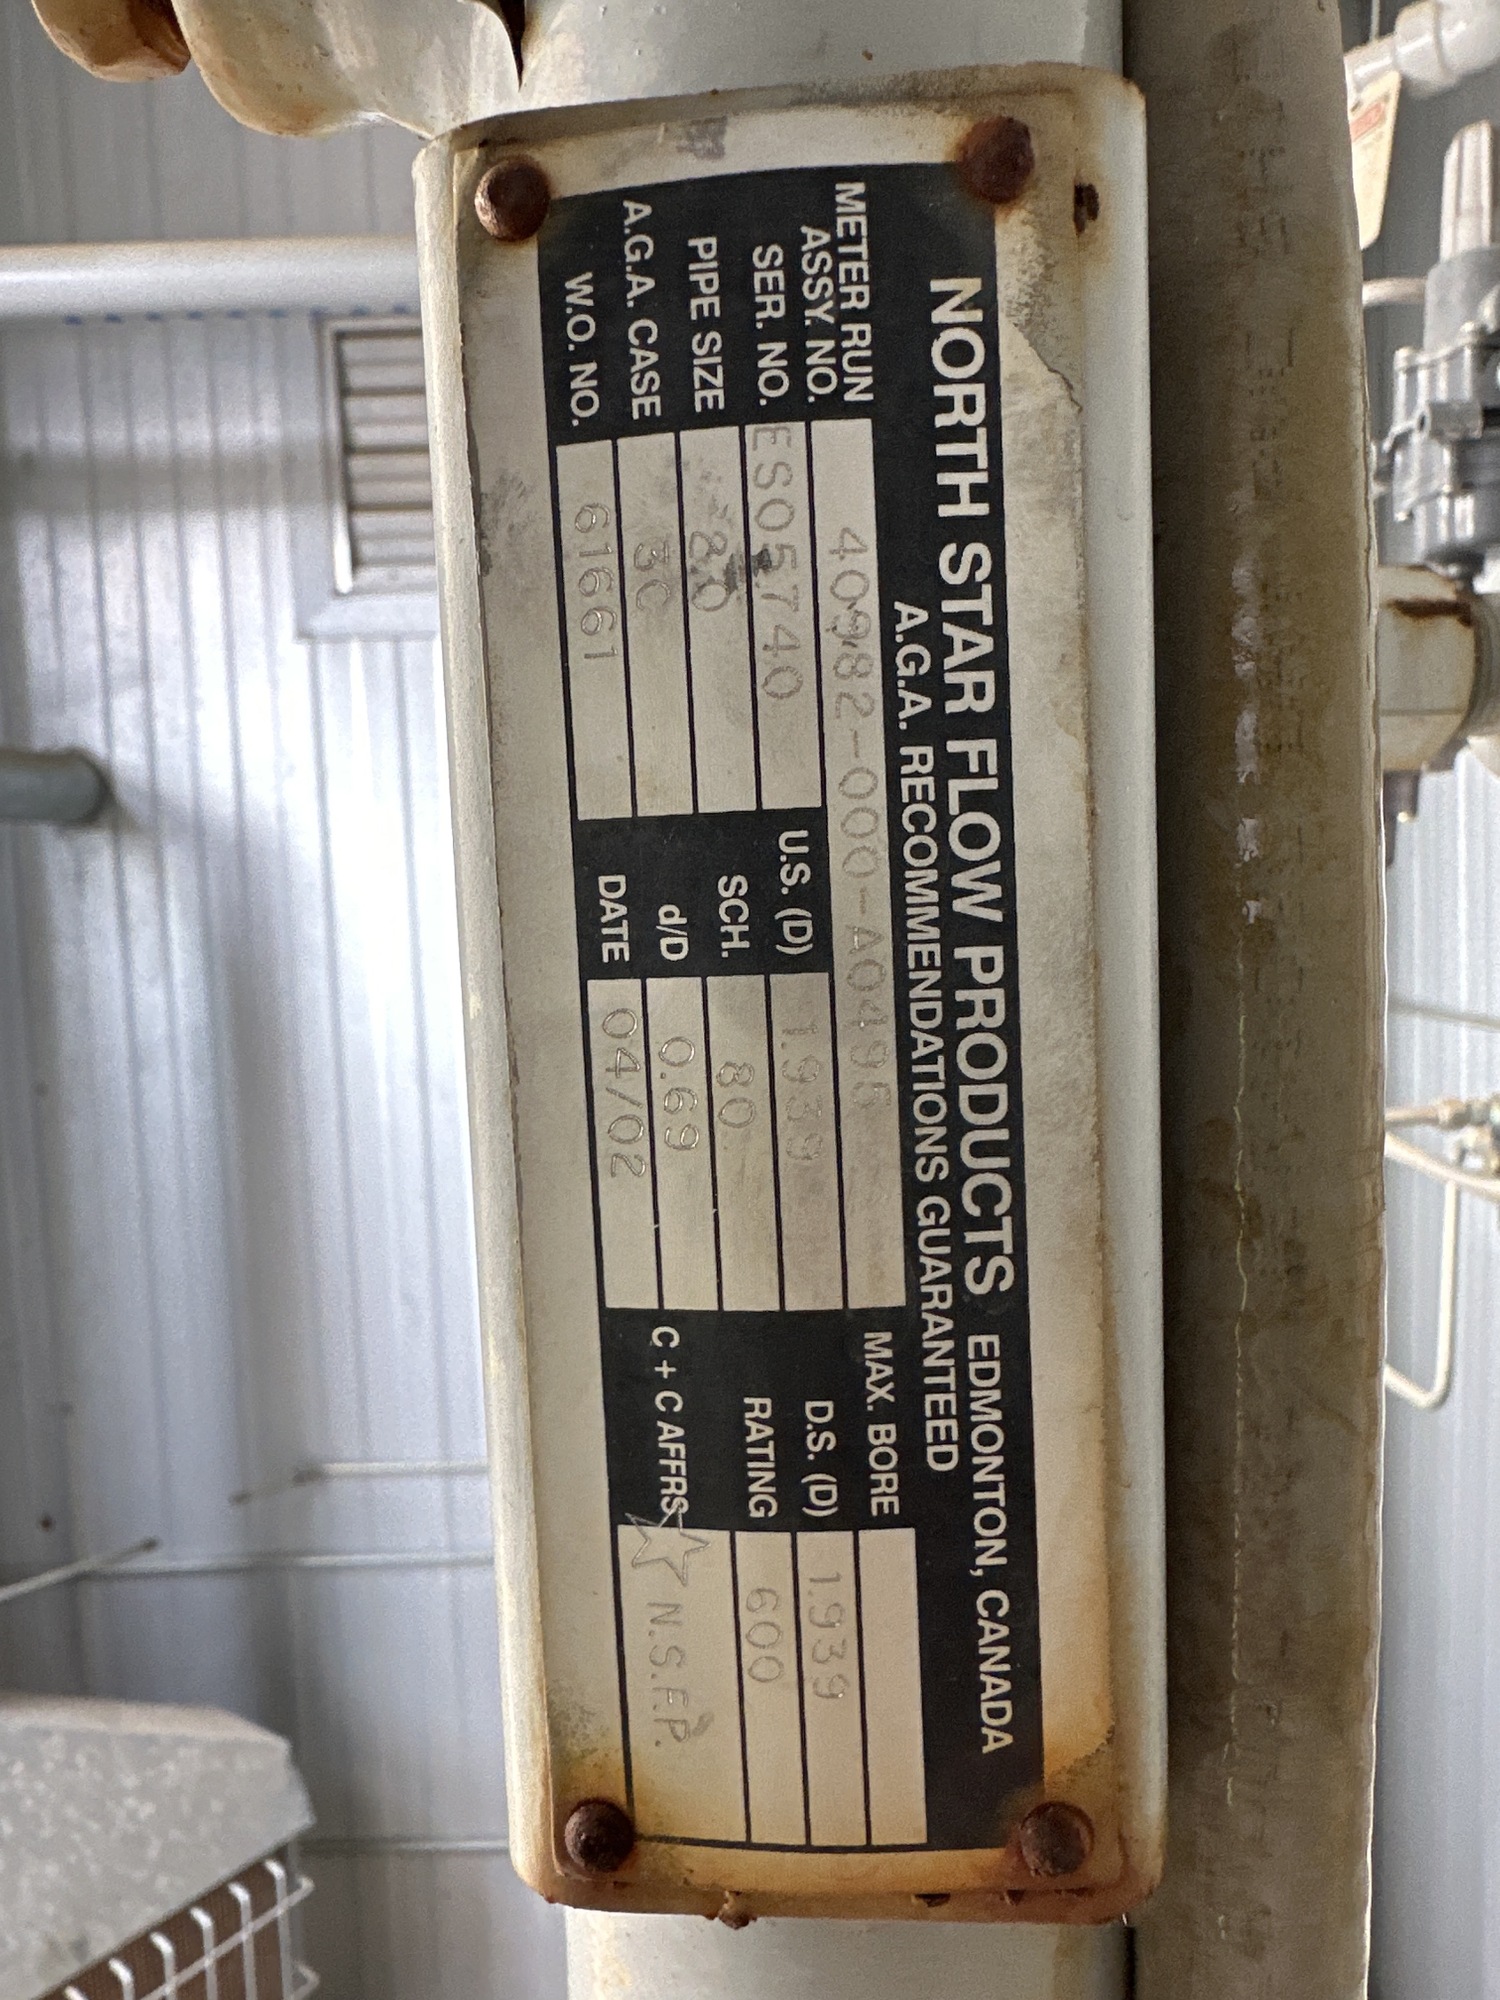 NORTH STAR FLOW PRODUCTS EDMONTON, CANADA
A.G.A. RECOMMENDATIONS GUARANTEED
METER RUN ASSY. NO. 40982-000-A0495 MAX. BORE
SER. NO. ES05740 U.S. (D) 1.939 D.S. (D) 1.939
PIPE SIZE SCH. 80 RATING 600
A.G.A. CASE 3C d/D 0.69 C + C AFFRS N.S.F.P.
W.O. NO. 61661 DATE 04/02